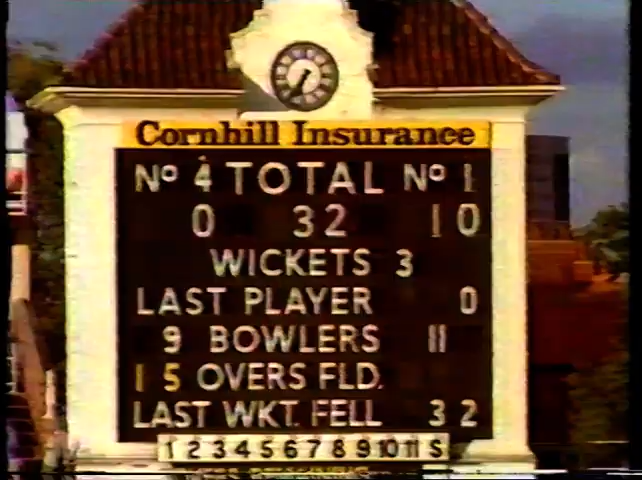 Cornhill Insurance
Nº 4 TOTAL Nº 1
0 32 10
WICKETS 3
LAST PLAYER 0
9 BOWLERS 11
15 OVERS FLD.
LAST WKT. FELL 32
1 2 3 4 5 6 7 8 9 10 11 S